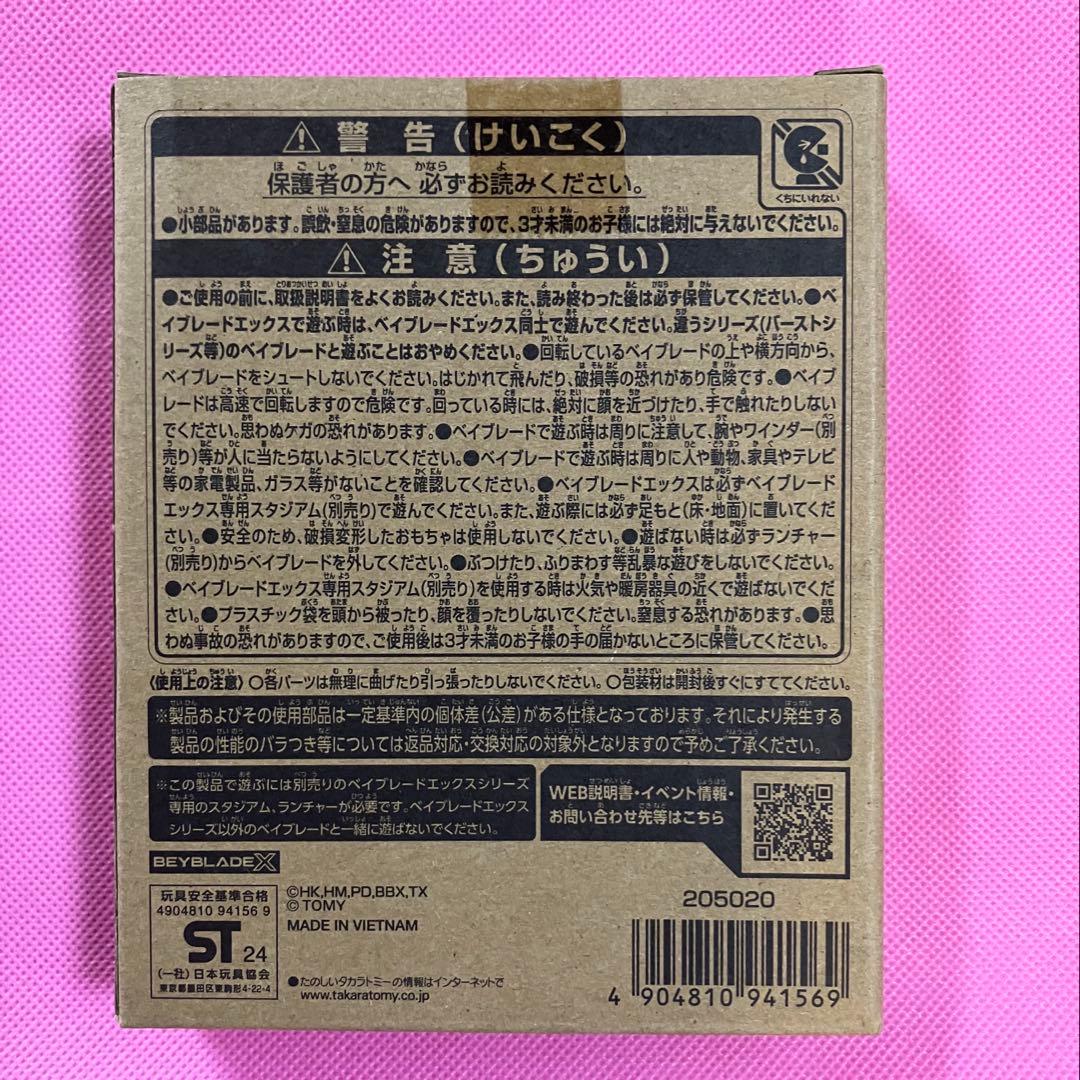 ⚠ 警 告 (けいこく)
くちにいれない
保護者の方へ 必ずお読みください。
●小部品があります。誤飲・窒息の危険がありますので、3才未満のお子様には絶対に与えないでください。
⚠ 注 意 (ちゅうい)
●ご使用の前に、取扱説明書をよくお読みください。また、読み終わった後は必ず保管してください。●ベ
イブレードエックスで遊ぶ時は、ベイブレードエックス同士で遊んでください。違うシリーズ(バーストシ
リーズ等)のベイブレードと遊ぶことはおやめください。●回転しているベイブレードの上や横方向から、
ベイブレードをシュートしないでください。はじかれて飛んだり、破損等の恐れがあり危険です。●ベイブ
レードは高速で回転しますので危険です。回っている時には、絶対に顔を近づけたり、手で触れたりしない
でください。思わぬケガの恐れがあります。●ベイブレードで遊ぶ時は周りに注意して、腕やワインダー(別
売り)等が人に当たらないようにしてください。●ベイブレードで遊ぶ時は周りに人や動物、家具やテレビ
等の家電製品、ガラス等がないことを確認してください。●ベイブレードエックスは必ずベイブレード
エックス専用スタジアム(別売り)で遊んでください。また、遊ぶ際には必ず足もと(床・地面)に置いてくだ
さい。●安全のため、破損変形したおもちゃは使用しないでください。●遊ばない時は必ずランチャー
(別売り)からベイブレードを外してください。●ぶつけたり、ふりまわす等乱暴な遊びをしないでください。
●ベイブレードエックス専用スタジアム(別売り)を使用する時は火気や暖房器具の近くで遊ばないでくだ
さい。●プラスチック袋を頭から被ったり、顔を覆ったりしないでください。窒息する恐れがあります。●思
わぬ事故の恐れがありますので、ご使用後は3才未満のお子様の手の届かないところに保管してください。
〈使用上の注意〉 ○各パーツは無理に曲げたり引っ張ったりしないでください。 ○包装材は開封後すぐにすててください。
※製品およびその使用部品は一定基準内の個体差(公差)がある仕様となっております。それにより発生する
製品の性能のバラつき等については返品対応・交換対応の対象外となりますので予めご了承ください。
※この製品で遊ぶには別売りのベイブレードエックスシリーズ
専用のスタジアム、ランチャーが必要です。ベイブレードエックス
シリーズ以外のベイブレードと一緒に遊ばないでください。
WEB説明書・イベント情報・
お問い合わせ先等はこちら
BEYBLADE X
玩具安全基準合格
4904810 94156 9
ST 24
(一社)日本玩具協会
東京都墨田区東駒形4-22-4
©HK,HM,PD,BBX,TX
© TOMY
MADE IN VIETNAM
●たのしいタカラトミーの情報はインターネットで
www.takaratomy.co.jp
205020
4 904810 941569